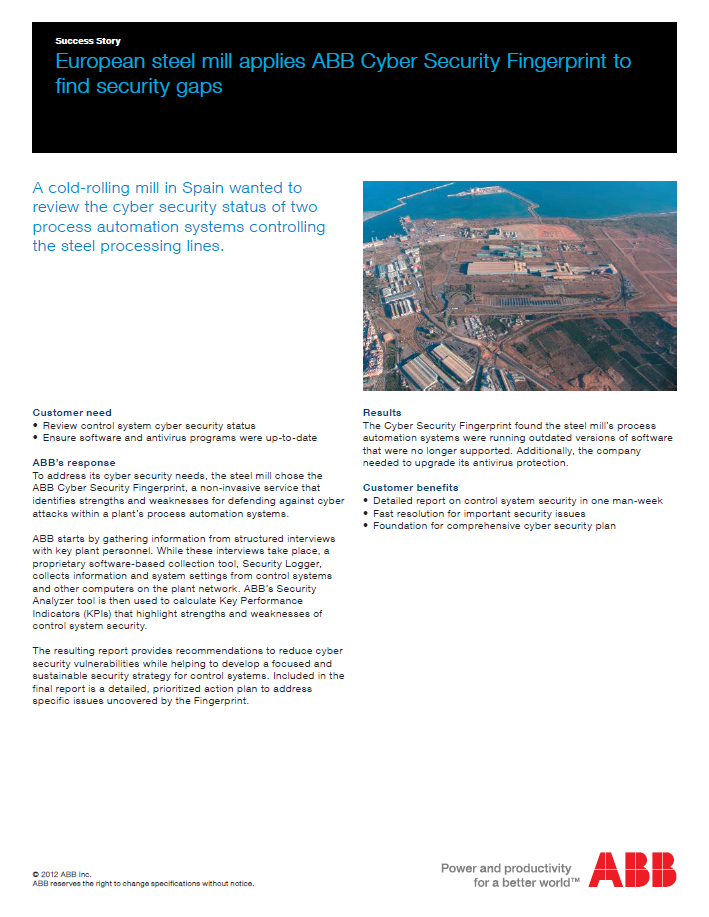 Success Story
European steel mill applies ABB Cyber Security Fingerprint to
find security gaps
A cold-rolling mill in Spain wanted to
review the cyber security status of two
process automation systems controlling
the steel processing lines.
Customer need
• Review control system cyber security status
• Ensure software and antivirus programs were up-to-date
ABB's response
To address its cyber security needs, the steel mill chose the
ABB Cyber Security Fingerprint, a non-invasive service that
identifies strengths and weaknesses for defending against cyber
attacks within a plant's process automation systems.
ABB starts by gathering information from structured interviews
with key plant personnel. While these interviews take place, a
proprietary software-based collection tool, Security Logger,
collects information and system settings from control systems
and other computers on the plant network. ABB's Security
Analyzer tool is then used to calculate Key Performance
Indicators (KPIs) that highlight strengths and weaknesses of
control system security.
The resulting report provides recommendations to reduce cyber
security vulnerabilities while helping to develop a focused and
sustainable security strategy for control systems. Included in the
final report is a detailed, prioritized action plan to address
specific issues uncovered by the Fingerprint.
Results
The Cyber Security Fingerprint found the steel mill's process
automation systems were running outdated versions of software
that were no longer supported. Additionally, the company
needed to upgrade its antivirus protection.
Customer benefits
• Detailed report on control system security in one man-week
• Fast resolution for important security issues
• Foundation for comprehensive cyber security plan
© 2012 ABB Inc.
ABB reserves the right to change specifications without notice.
Power and productivity
for a better world™
ABB